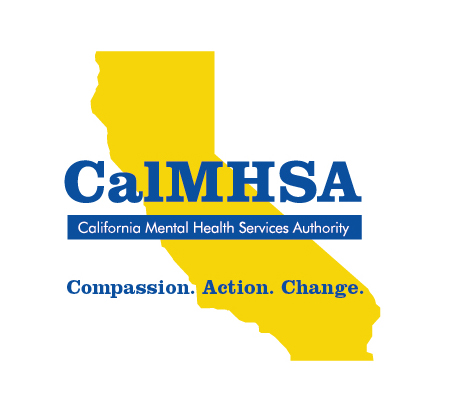 CalMHSA
California Mental Health Services Authority
Compassion. Action. Change.